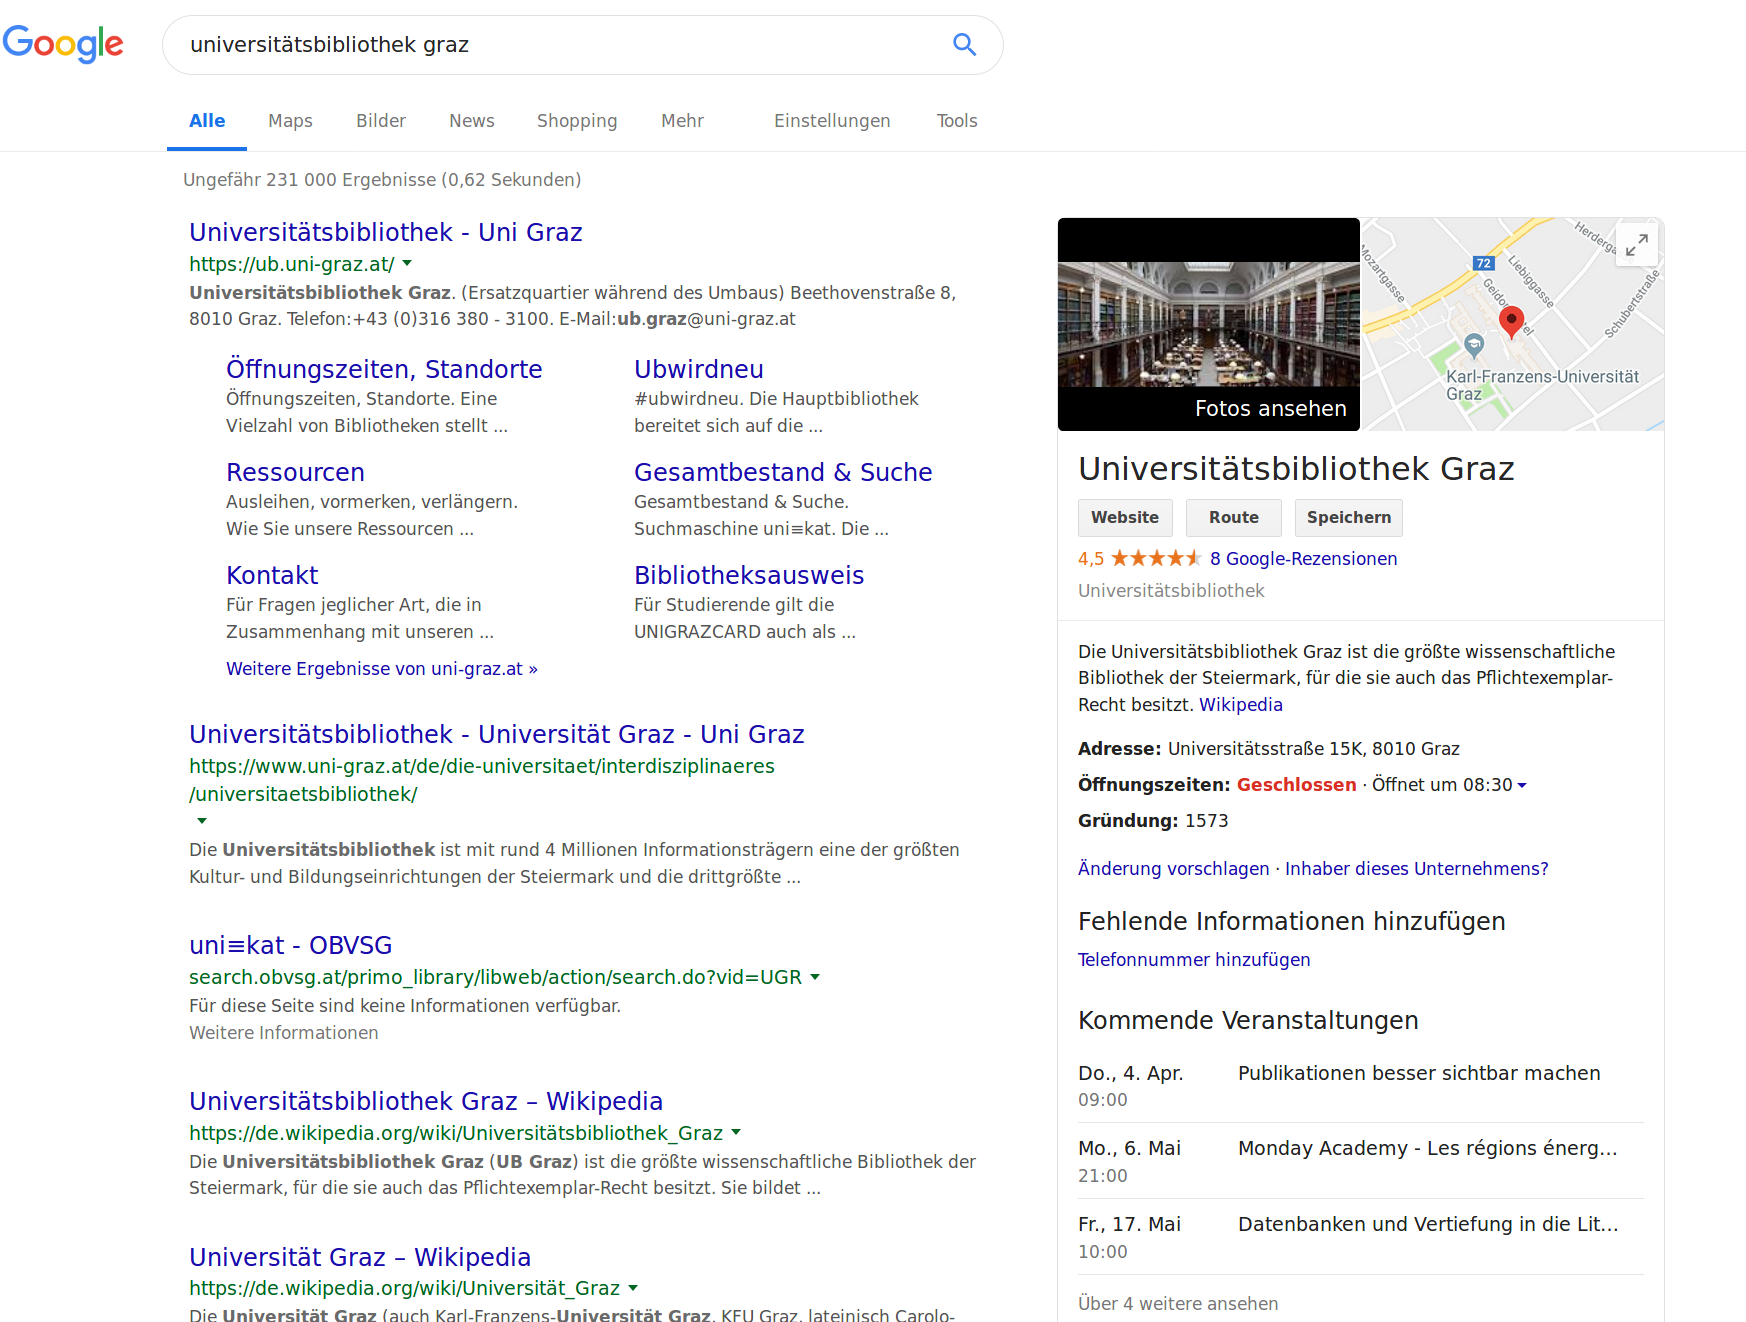 Google
universitätsbibliothek graz
Alle Maps Bilder News Shopping Mehr Einstellungen Tools
Ungefähr 231 000 Ergebnisse (0,62 Sekunden)
Universitätsbibliothek - Uni Graz
https://ub.uni-graz.at/
Universitätsbibliothek Graz. (Ersatzquartier während des Umbaus) Beethovenstraße 8,
8010 Graz. Telefon:+43 (0)316 380 - 3100. E-Mail:ub.graz@uni-graz.at
Öffnungszeiten, Standorte
Öffnungszeiten, Standorte. Eine
Vielzahl von Bibliotheken stellt ...
Ubwirdneu
#ubwirdneu. Die Hauptbibliothek
bereitet sich auf die ...
Ressourcen
Ausleihen, vormerken, verlängern.
Wie Sie unsere Ressourcen ...
Gesamtbestand & Suche
Gesamtbestand & Suche.
Suchmaschine uni≡kat. Die ...
Kontakt
Für Fragen jeglicher Art, die in
Zusammenhang mit unseren ...
Bibliotheksausweis
Für Studierende gilt die
UNIGRAZCARD auch als ...
Weitere Ergebnisse von uni-graz.at »
Universitätsbibliothek - Universität Graz - Uni Graz
https://www.uni-graz.at/de/die-universitaet/interdisziplinaeres
/universitaetsbibliothek/
Die Universitätsbibliothek ist mit rund 4 Millionen Informationsträgern eine der größten
Kultur- und Bildungseinrichtungen der Steiermark und die drittgrößte ...
uni≡kat - OBVSG
search.obvsg.at/primo_library/libweb/action/search.do?vid=UGR
Für diese Seite sind keine Informationen verfügbar.
Weitere Informationen
Universitätsbibliothek Graz – Wikipedia
https://de.wikipedia.org/wiki/Universitätsbibliothek_Graz
Die Universitätsbibliothek Graz (UB Graz) ist die größte wissenschaftliche Bibliothek der
Steiermark, für die sie auch das Pflichtexemplar-Recht besitzt. Sie bildet ...
Universität Graz – Wikipedia
https://de.wikipedia.org/wiki/Universität_Graz
Die Universität Graz (auch Karl-Franzens-Universität Graz, KFU Graz, lateinisch Carolo-
Fotos ansehen
Mozartgasse
72
Liebiggasse
Schubertstraße
Karl-Franzens-Universität
Graz
Universitätsbibliothek Graz
Website Route Speichern
4,5 8 Google-Rezensionen
Universitätsbibliothek
Die Universitätsbibliothek Graz ist die größte wissenschaftliche
Bibliothek der Steiermark, für die sie auch das Pflichtexemplar-
Recht besitzt. Wikipedia
Adresse: Universitätsstraße 15K, 8010 Graz
Öffnungszeiten: Geschlossen · Öffnet um 08:30
Gründung: 1573
Änderung vorschlagen · Inhaber dieses Unternehmens?
Fehlende Informationen hinzufügen
Telefonnummer hinzufügen
Kommende Veranstaltungen
Do., 4. Apr. Publikationen besser sichtbar machen
09:00
Mo., 6. Mai Monday Academy - Les régions énerg...
21:00
Fr., 17. Mai Datenbanken und Vertiefung in die Lit...
10:00
Über 4 weitere ansehen